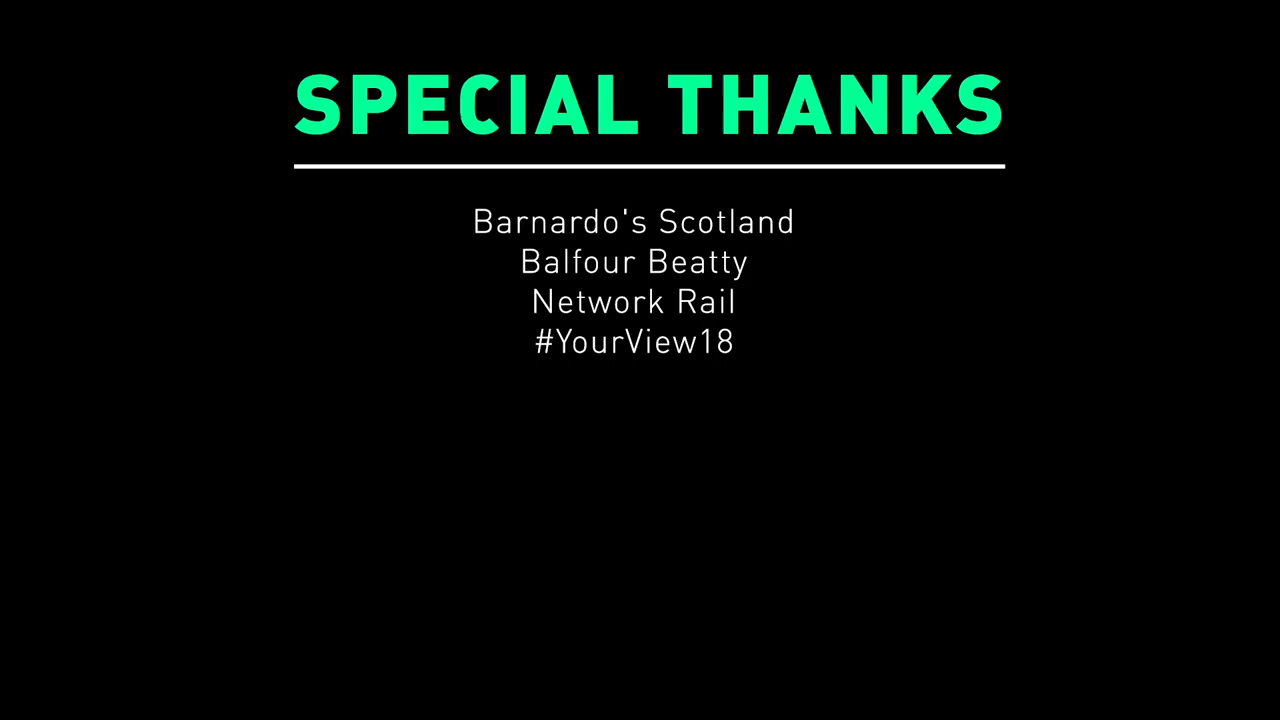 SPECIAL THANKS
Barnardo's Scotland
Balfour Beatty
Network Rail
#YourView18